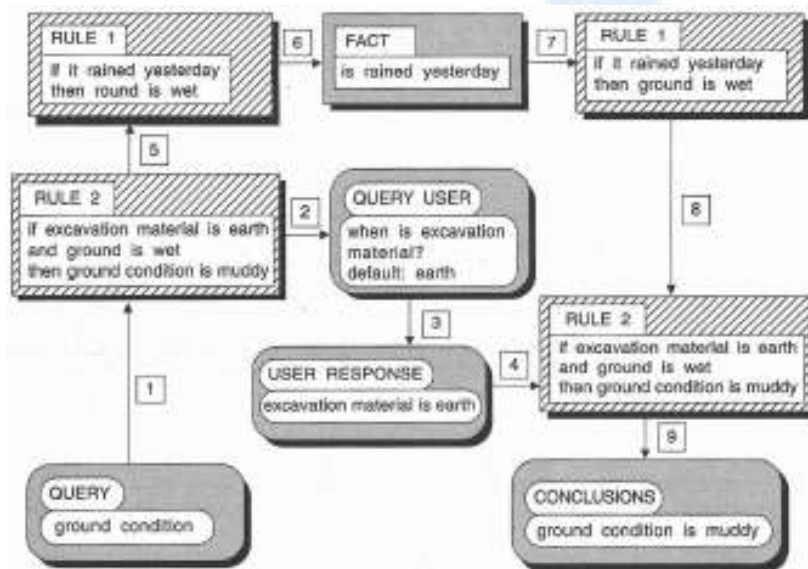 RULE 1
if it rained yesterday
then round is wet
6
FACT
is rained yesterday
7
RULE 1
if it rained yesterday
then ground is wet
5
RULE 2
if excavation material is earth
and ground is wet
then ground condition is muddy
2
QUERY USER
when is excavation
material?
default: earth
8
3
RULE 2
if excavation material is earth
and ground is wet
then ground condition is muddy
USER RESPONSE
excavation material is earth
4
1
9
QUERY
ground condition
CONCLUSIONS
ground condition is muddy